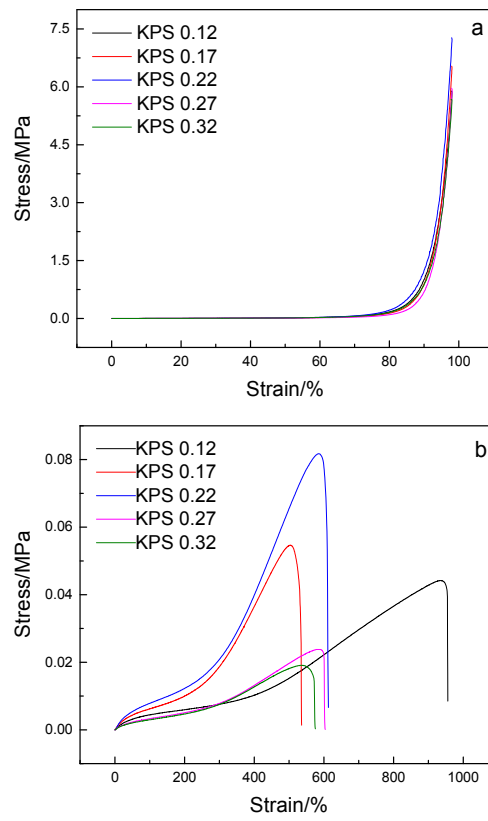 a
KPS 0.12
KPS 0.17
KPS 0.22
KPS 0.27
KPS 0.32
Stress/MPa
7.5
6.0
4.5
3.0
1.5
0.0
0 20 40 60 80 100
Strain/%
b
KPS 0.12
KPS 0.17
KPS 0.22
KPS 0.27
KPS 0.32
Stress/MPa
0.08
0.06
0.04
0.02
0.00
0 200 400 600 800 1000
Strain/%